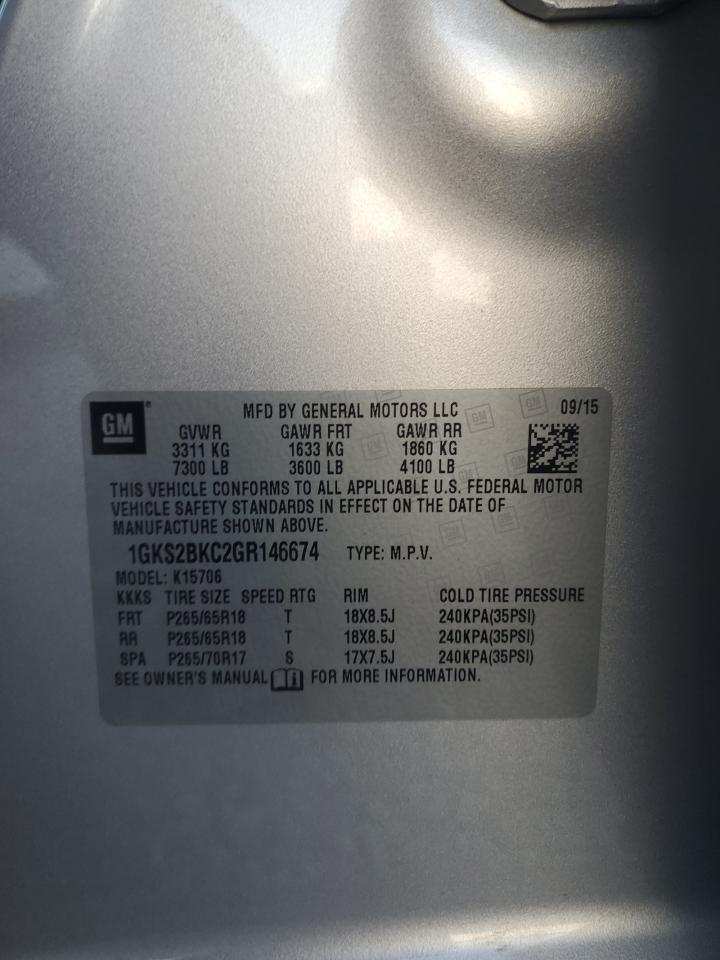 GM
MFD BY GENERAL MOTORS LLC 09/15
GVWR GAWR FRT GAWR RR
3311 KG 1633 KG 1860 KG
7300 LB 3600 LB 4100 LB
THIS VEHICLE CONFORMS TO ALL APPLICABLE U.S. FEDERAL MOTOR
VEHICLE SAFETY STANDARDS IN EFFECT ON THE DATE OF
MANUFACTURE SHOWN ABOVE.
1GKS2BKC2GR146674 TYPE: M.P.V.
MODEL: K15706
KKKS TIRE SIZE SPEED RTG RIM COLD TIRE PRESSURE
FRT P265/65R18 T 18X8.5J 240KPA(35PSI)
RR P265/65R18 T 18X8.5J 240KPA(35PSI)
SPA P265/70R17 S 17X7.5J 240KPA(35PSI)
SEE OWNER'S MANUAL FOR MORE INFORMATION.